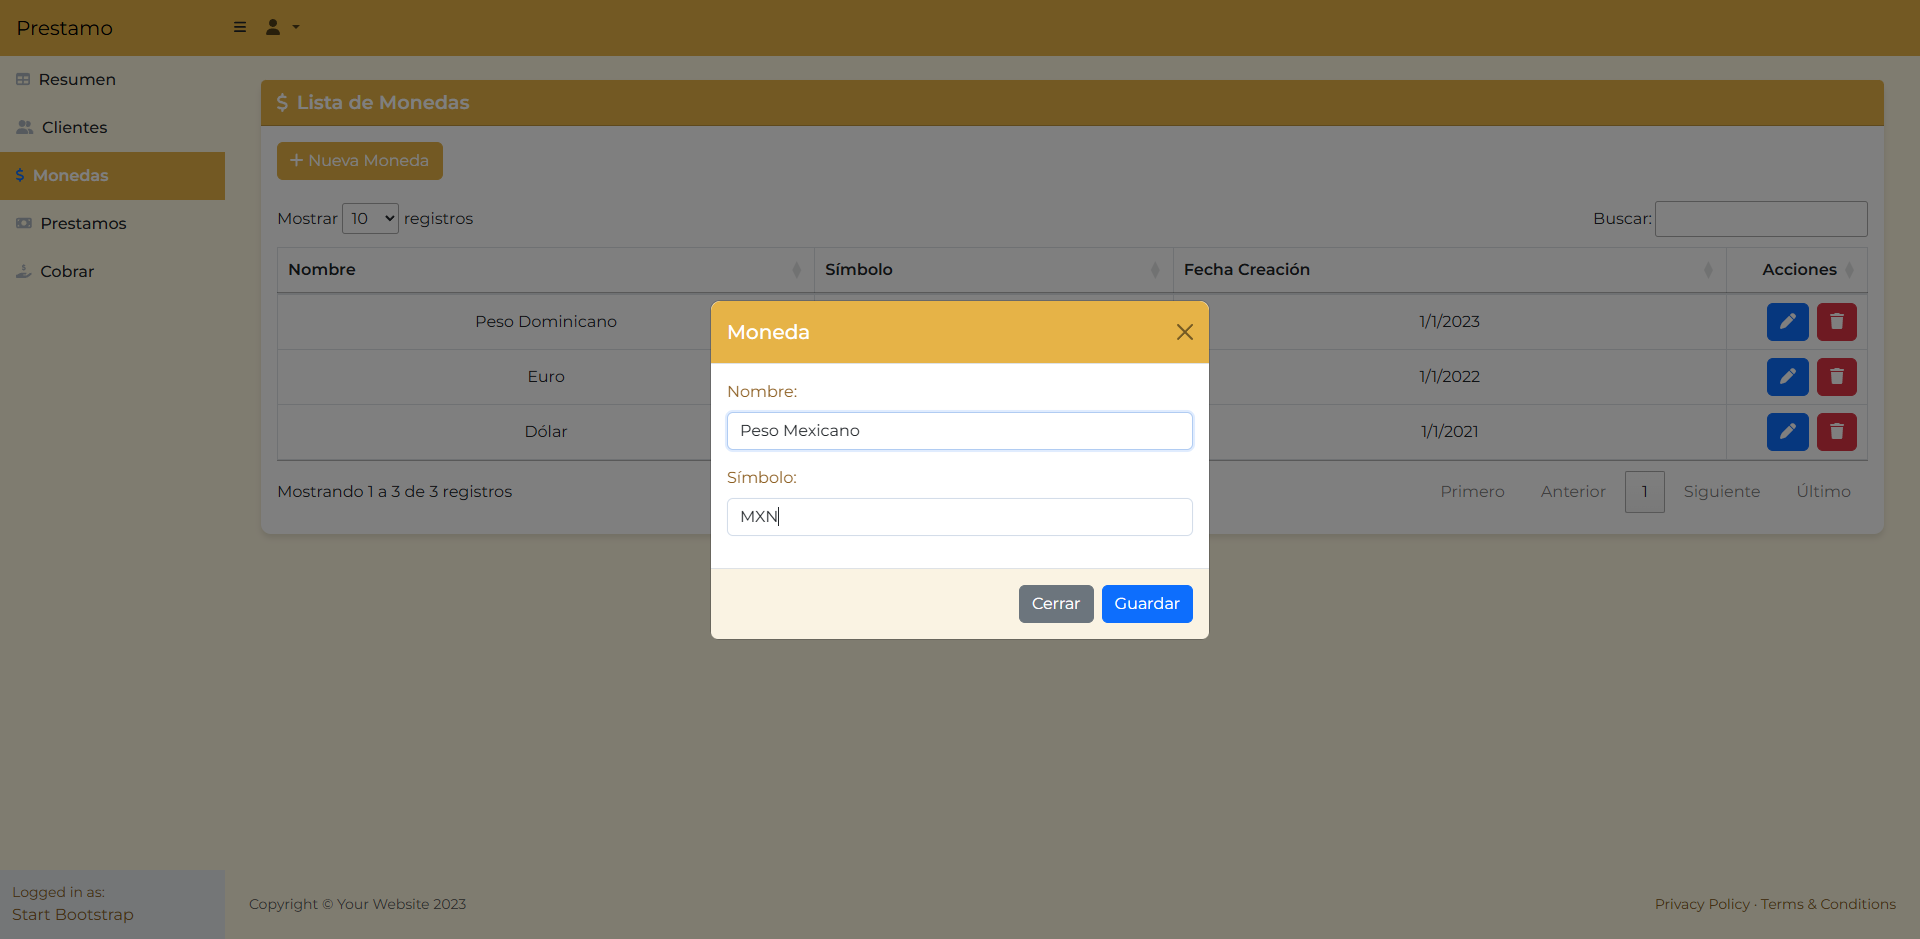 Prestamo
Resumen
Clientes
Monedas
Prestamos
Cobrar
Logged in as:
Start Bootstrap
Lista de Monedas
Nueva Moneda
Mostrar 10 registros
Buscar:
Nombre Símbolo Fecha Creación Acciones
Peso Dominicano 1/1/2023
Euro 1/1/2022
Dólar 1/1/2021
Mostrando 1 a 3 de 3 registros
Primero Anterior 1 Siguiente Último
Moneda
Nombre:
Peso Mexicano
Símbolo:
MXN
Cerrar Guardar
Copyright © Your Website 2023
Privacy Policy · Terms & Conditions